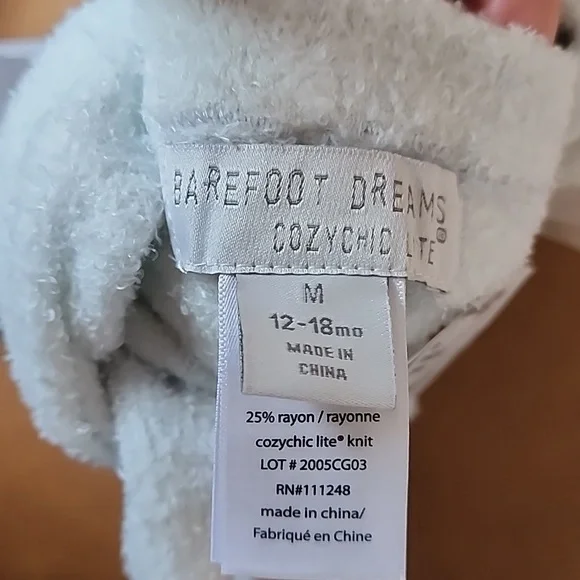 BAREFOOT DREAMS
COZYCHIC LITE®
M
12-18mo
MADE IN
CHINA
25% rayon / rayonne
cozychic lite® knit
LOT # 2005CG03
RN#111248
made in china/
Fabriqué en Chine